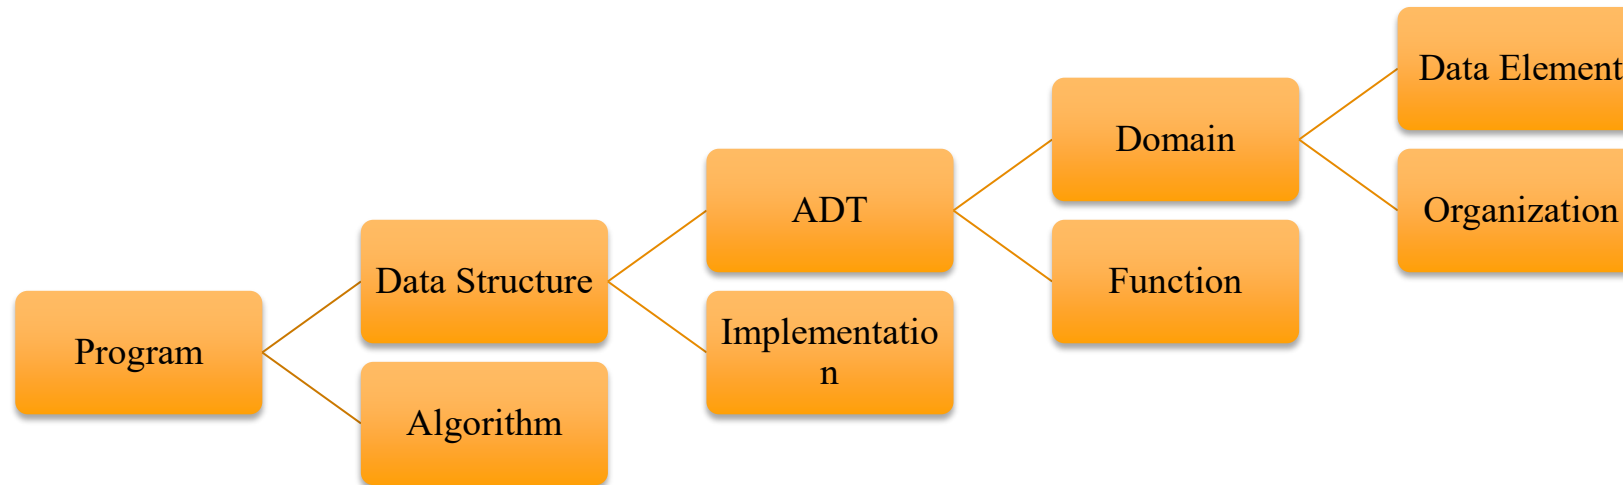 Program
Data Structure
Algorithm
ADT
Implementatio
n
Domain
Function
Data Element
Organization